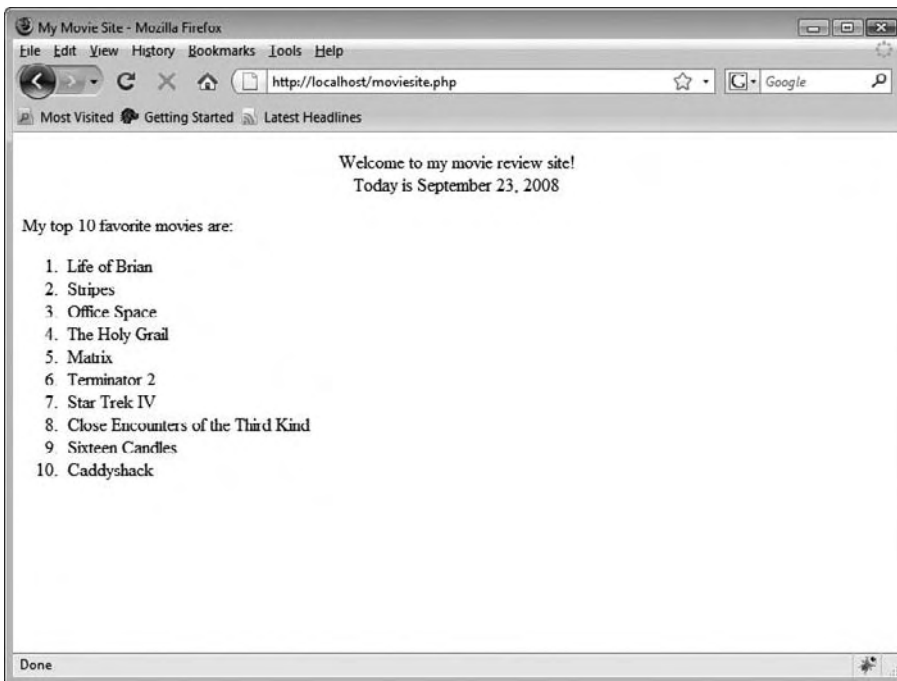 My Movie Site - Mozilla Firefox
File Edit View History Bookmarks Tools Help
http://localhost/moviesite.php
G Google
Most Visited Getting Started Latest Headlines
Welcome to my movie review site!
Today is September 23, 2008
My top 10 favorite movies are:
1. Life of Brian
2. Stripes
3. Office Space
4. The Holy Grail
5. Matrix
6. Terminator 2
7. Star Trek IV
8. Close Encounters of the Third Kind
9. Sixteen Candles
10. Caddyshack
Done